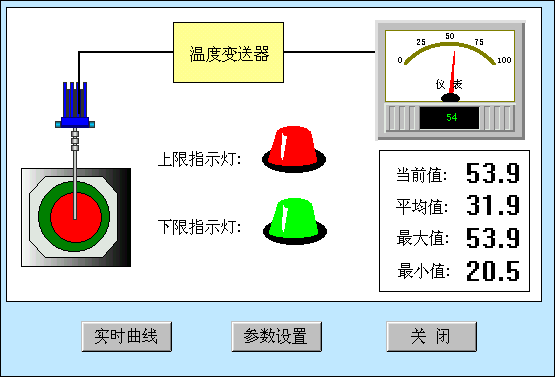 温度变送器
0 25 50 75 100
仪 表
54
上限指示灯:
下限指示灯:
当前值: 53.9
平均值: 31.9
最大值: 53.9
最小值: 20.5
实时曲线 参数设置 关 闭